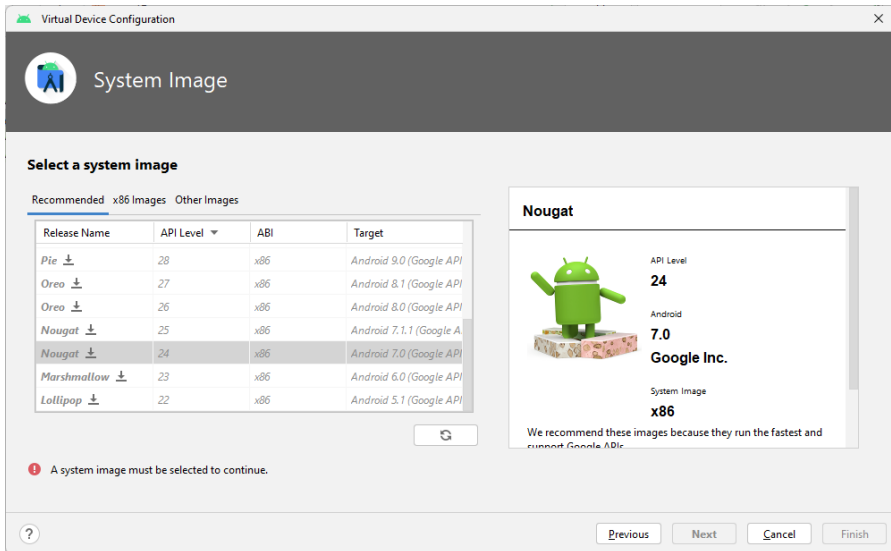 Virtual Device Configuration
System Image
Select a system image
Recommended x86 Images Other Images
Release Name API Level ABI Target
Pie 28 x86 Android 9.0 (Google API
Oreo 27 x86 Android 8.1 (Google API
Oreo 26 x86 Android 8.0 (Google API
Nougat 25 x86 Android 7.1.1 (Google A
Nougat 24 x86 Android 7.0 (Google API
Marshmallow 23 x86 Android 6.0 (Google API
Lollipop 22 x86 Android 5.1 (Google API
A system image must be selected to continue.
Nougat
API Level
24
Android
7.0
Google Inc.
System Image
x86
We recommend these images because they run the fastest and
support Google APIs
? Previous Next Cancel Finish